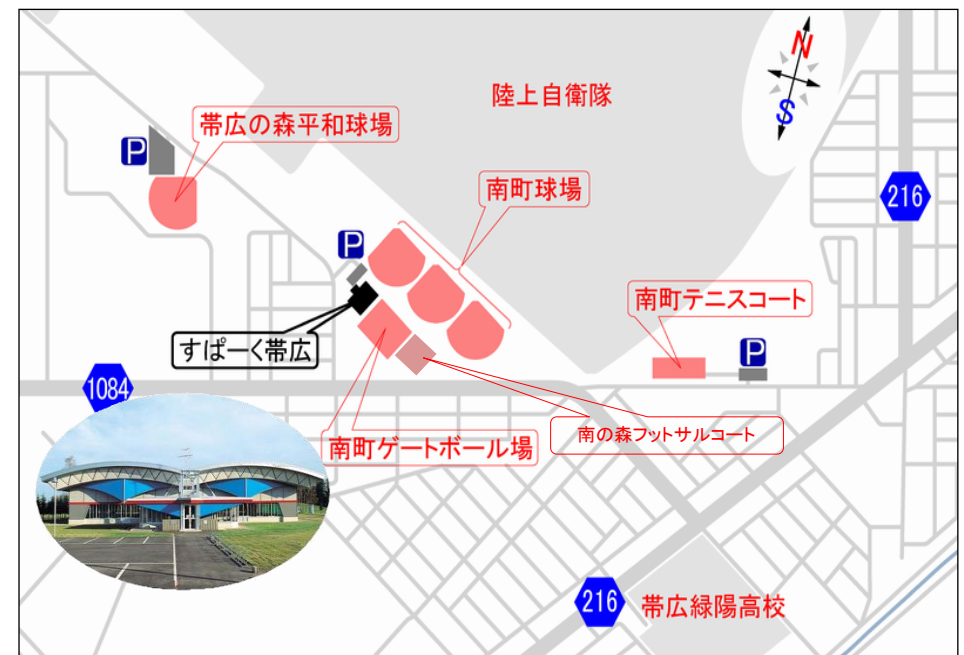 N
S
陸上自衛隊
帯広の森平和球場
P
南町球場
216
P
南町テニスコート
すぱーく帯広
P
1084
南町ゲートボール場
南の森フットサルコート
216
帯広緑陽高校